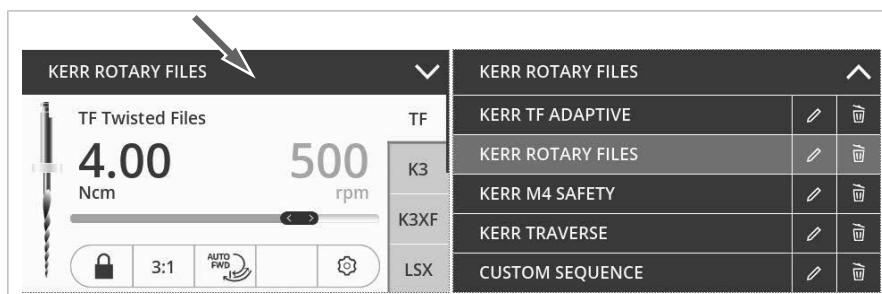 KERR ROTARY FILES
TF Twisted Files
4.00
500
Ncm
rpm
3:1
AUTO
FWD
TF
K3
K3XF
LSX
KERR ROTARY FILES
KERR TF ADAPTIVE
KERR ROTARY FILES
KERR M4 SAFETY
KERR TRAVERSE
CUSTOM SEQUENCE